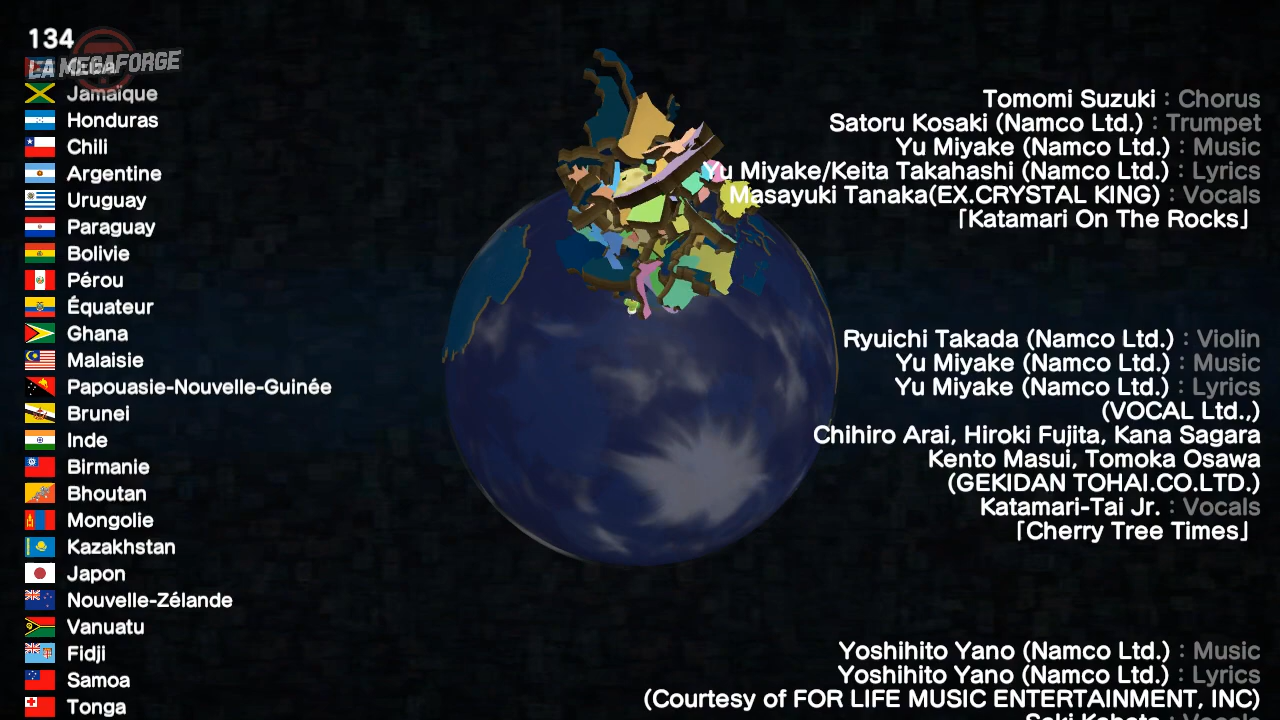 134
LA MEGAFORGE
Cuba
Jamaïque
Honduras
Chili
Argentine
Uruguay
Paraguay
Bolivie
Pérou
Équateur
Ghana
Malaisie
Papouasie-Nouvelle-Guinée
Brunei
Inde
Birmanie
Bhoutan
Mongolie
Kazakhstan
Japon
Nouvelle-Zélande
Vanuatu
Fidji
Samoa
Tonga
Tomomi Suzuki : Chorus
Satoru Kosaki (Namco Ltd.) : Trumpet
Yu Miyake (Namco Ltd.) : Music
Yu Miyake/Keita Takahashi (Namco Ltd.) : Lyrics
Masayuki Tanaka(EX.CRYSTAL KING) : Vocals
「Katamari On The Rocks」
Ryuichi Takada (Namco Ltd.) : Violin
Yu Miyake (Namco Ltd.) : Music
Yu Miyake (Namco Ltd.) : Lyrics
(VOCAL Ltd.,)
Chihiro Arai, Hiroki Fujita, Kana Sagara
Kento Masui, Tomoka Osawa
(GEKIDAN TOHAI.CO.LTD.)
Katamari-Tai Jr. : Vocals
「Cherry Tree Times」
Yoshihito Yano (Namco Ltd.) : Music
Yoshihito Yano (Namco Ltd.) : Lyrics
(Courtesy of FOR LIFE MUSIC ENTERTAINMENT, INC)